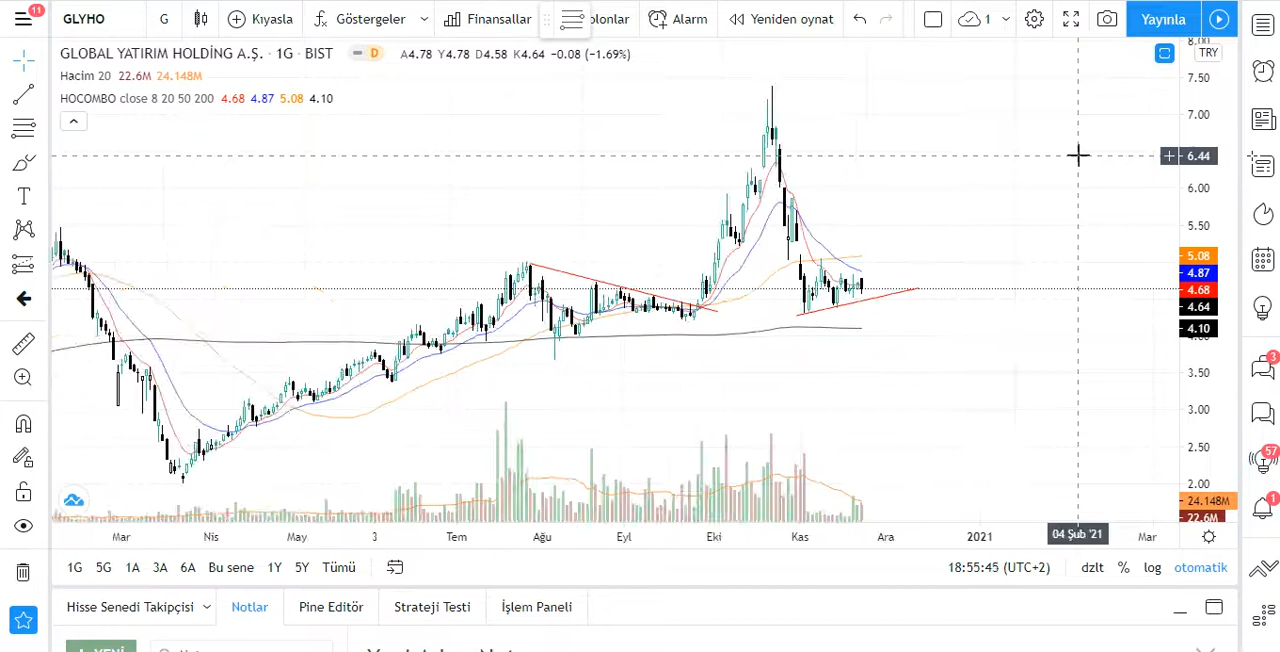 11 GLYHO G Kıyasla Göstergeler Finansallar olonlar Alarm Yeniden oynat 1 Yayınla
GLOBAL YATIRIM HOLDİNG A.Ş. · 1G · BIST D A4.78 Y4.78 D4.58 K4.64 −0.08 (−1.69%)
TRY
Hacim 20 22.6M 24.148M
HOCOMBO close 8 20 50 200 4.68 4.87 5.08 4.10
8.00
7.50
7.00
6.44
6.00
5.50
5.08
4.87
4.68
4.64
4.10
4.00
3.50
3.00
2.50
2.00
24.148M
22.6M
3
57
1
Mar Nis May 3 Tem Ağu Eyl Eki Kas Ara 2021 04 Şub '21 Mar
1G 5G 1A 3A 6A Bu sene 1Y 5Y Tümü 18:55:45 (UTC+2) dzlt % log otomatik
Hisse Senedi Takipçisi Notlar Pine Editör Strateji Testi İşlem Paneli
YENİ